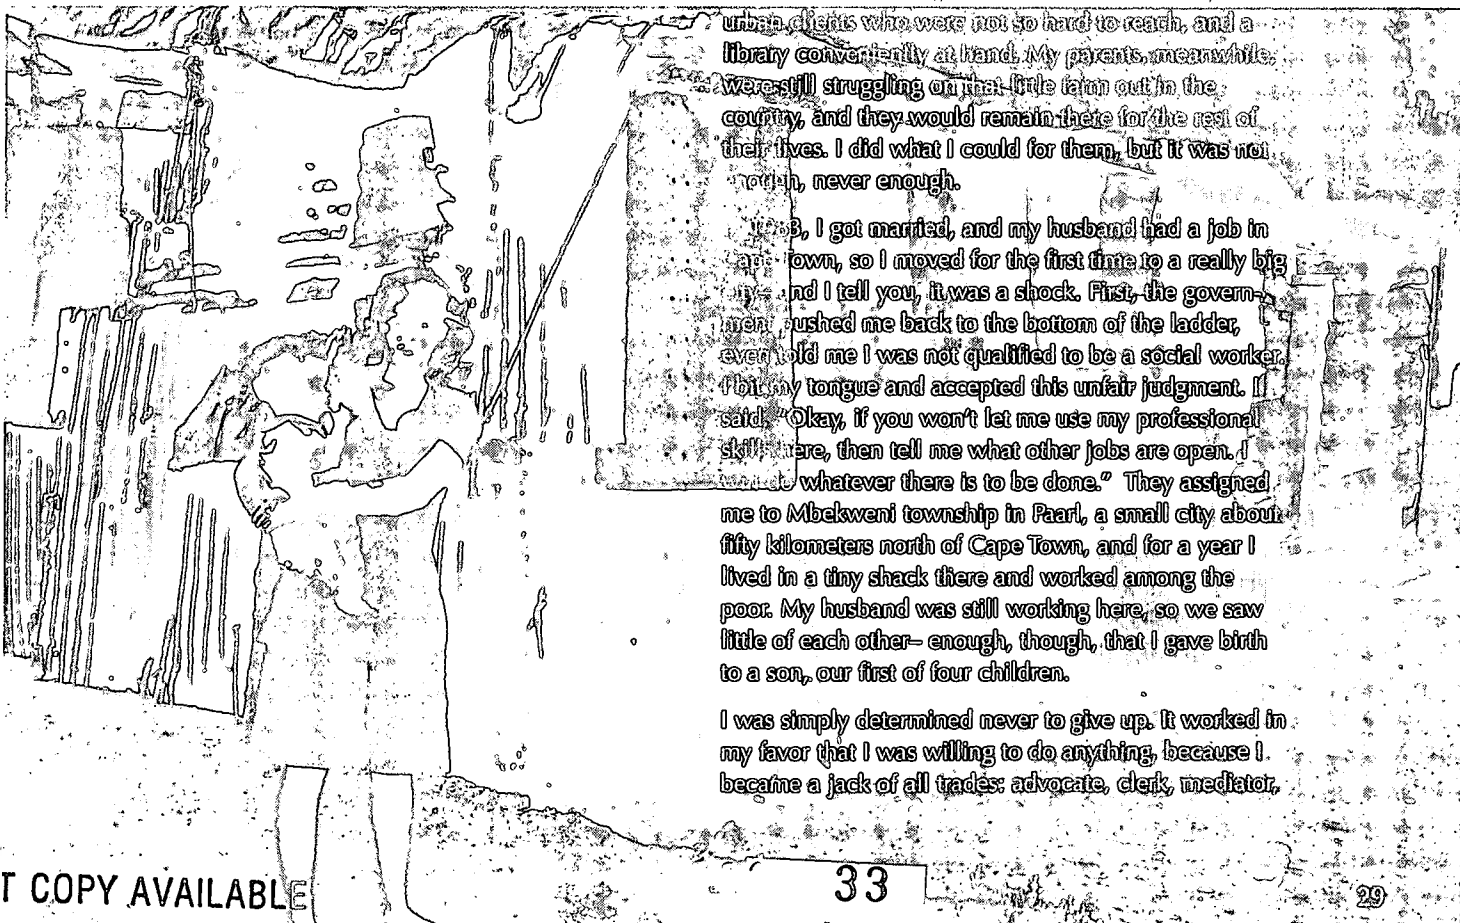 urban clients who were not so hard to reach, and a
library conveniently at hand. My parents, meanwhile,
were still struggling on that little farm out in the
country, and they would remain there for the rest of
their lives. I did what I could for them, but it was not
never enough.
I got married, and my husband had a job in
Town, so I moved for the first time to a really big
and I tell you, it was a shock. First, the govern-
ment pushed me back to the bottom of the ladder,
even told me I was not qualified to be a social worker.
I bit my tongue and accepted this unfair judgment. I
said, “Okay, if you won’t let me use my professional
skills here, then tell me what other jobs are open. I
whatever there is to be done.” They assigned
me to Mbekweni township in Paarl, a small city about
fifty kilometers north of Cape Town, and for a year I
lived in a tiny shack there and worked among the
poor. My husband was still working here, so we saw
little of each other– enough, though, that I gave birth
to a son, our first of four children.
I was simply determined never to give up. It worked in
my favor that I was willing to do anything, because I
became a jack of all trades: advocate, clerk, mediator,
T COPY AVAILABLE
33
29